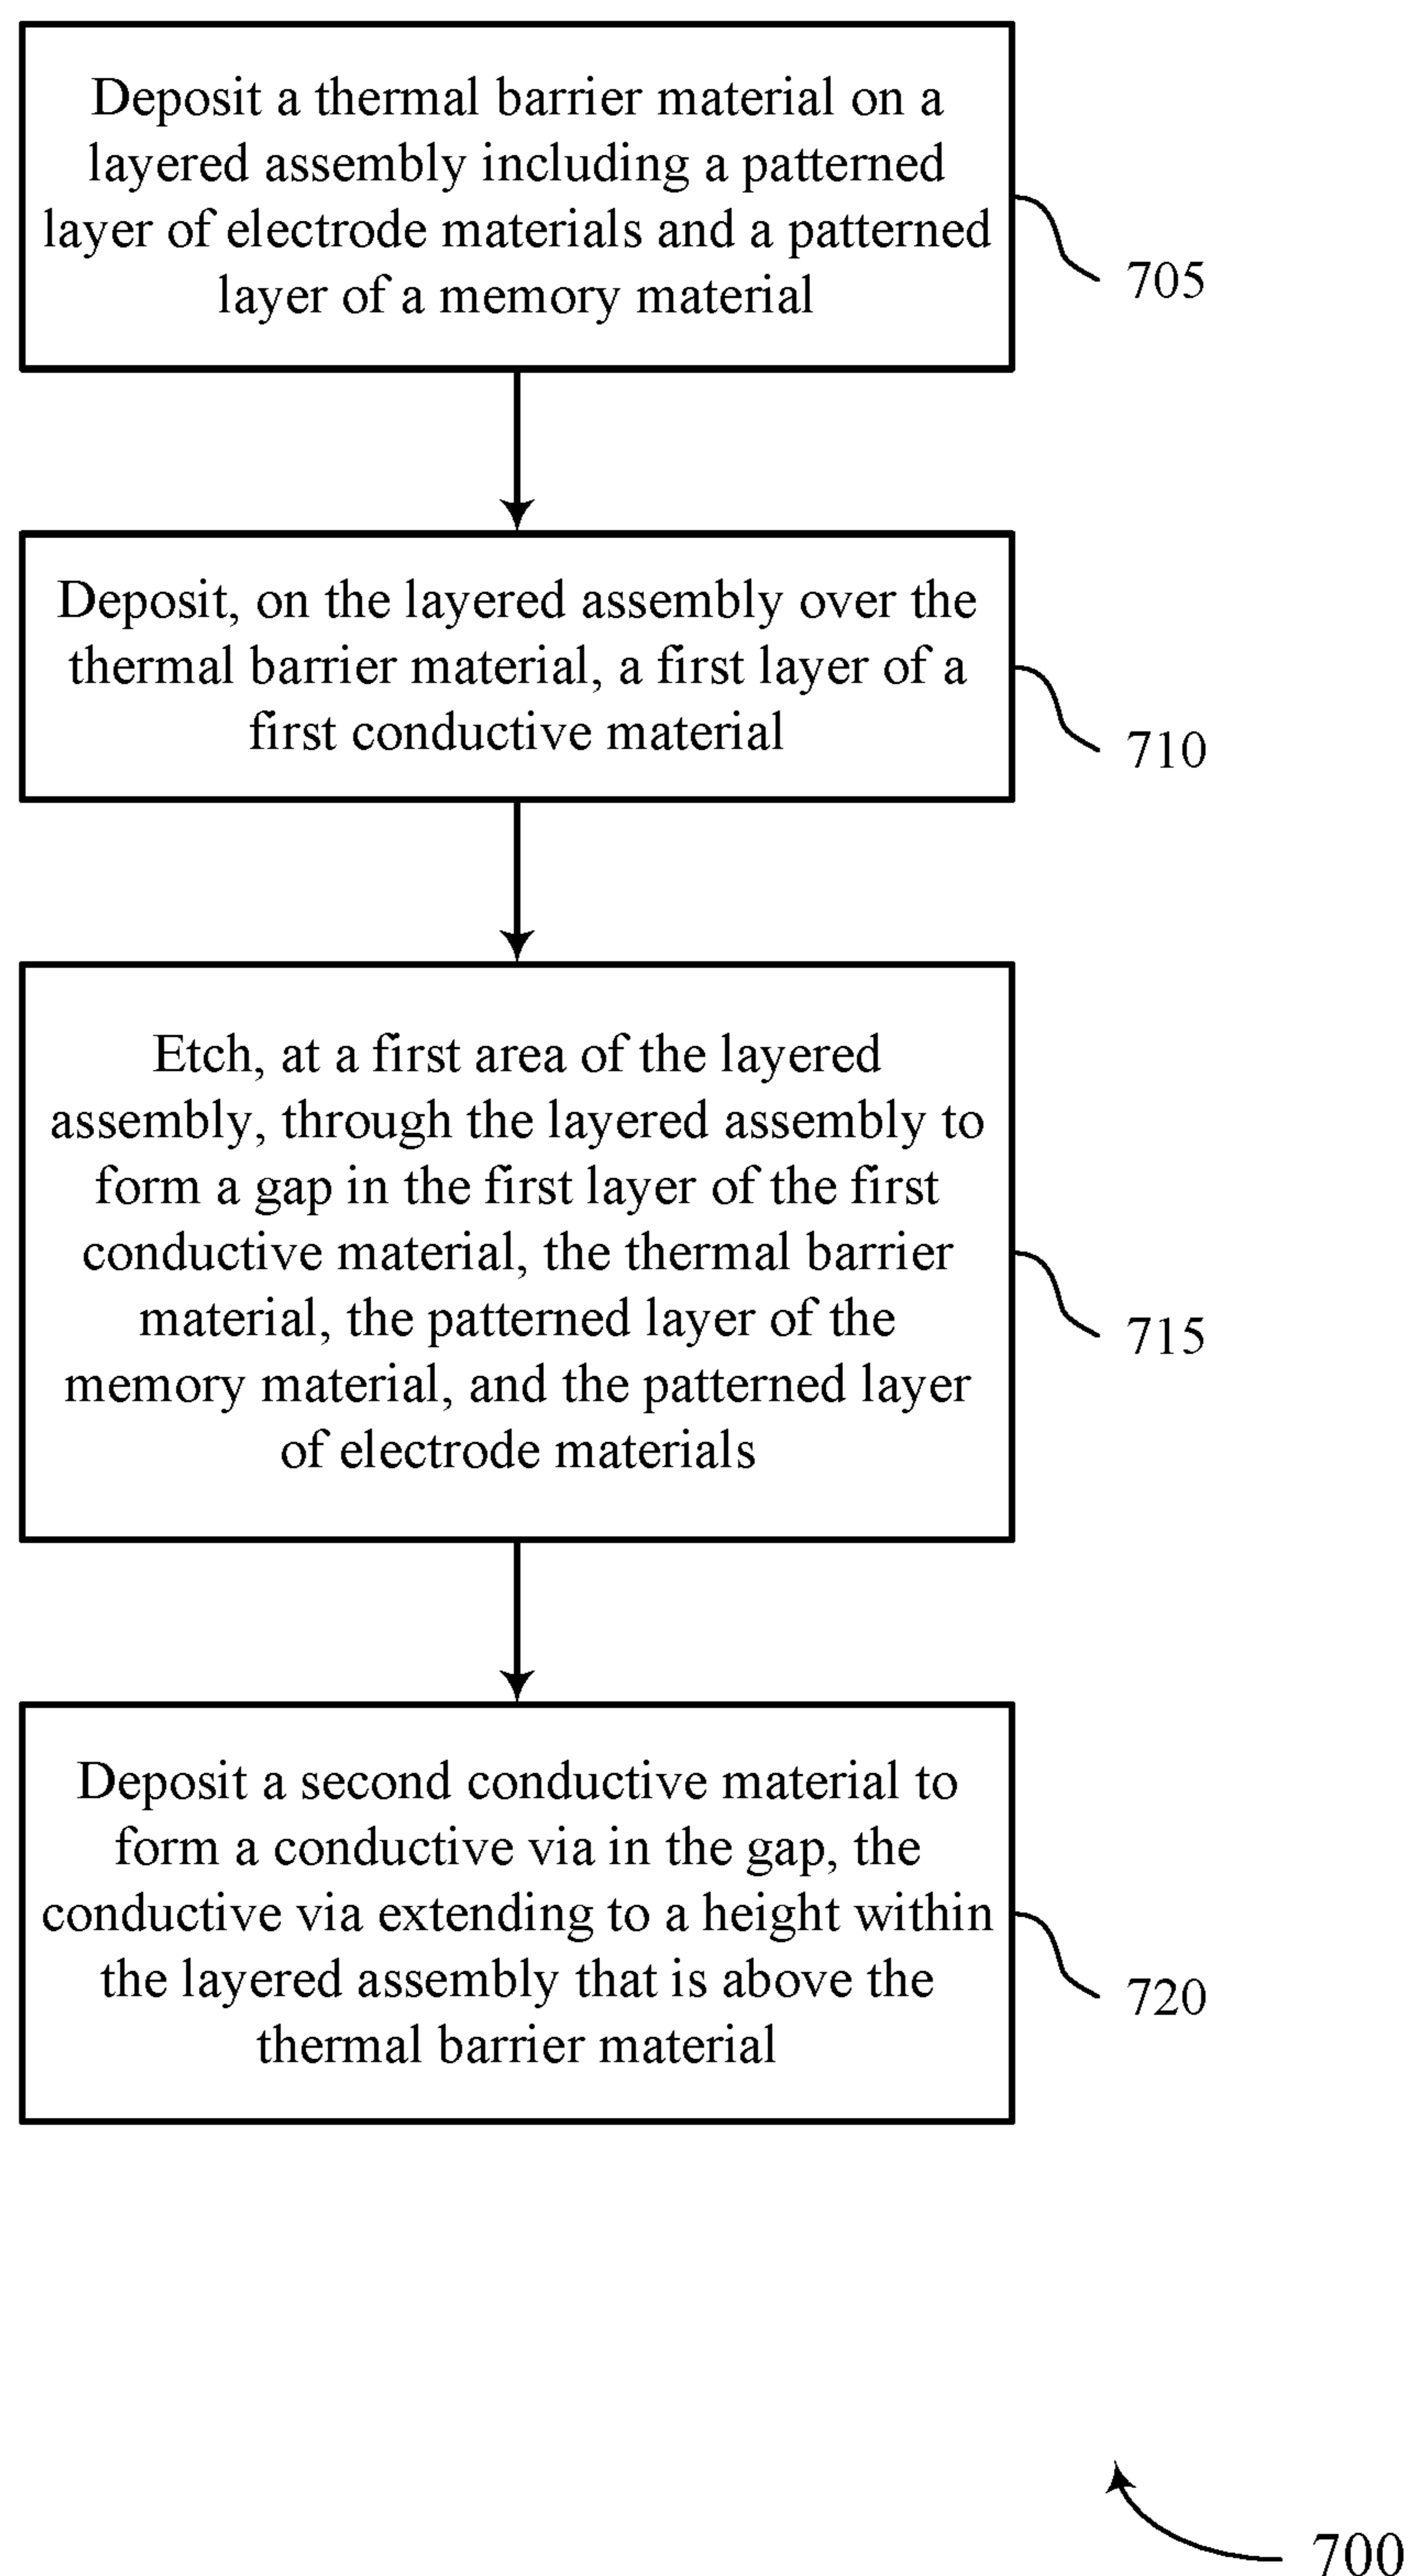 Deposit a thermal barrier material on a
layered assembly including a patterned
layer of electrode materials and a patterned
layer of a memory material
705
Deposit, on the layered assembly over the
thermal barrier material, a first layer of a
first conductive material
710
Etch, at a first area of the layered
assembly, through the layered assembly to
form a gap in the first layer of the first
conductive material, the thermal barrier
material, the patterned layer of the
memory material, and the patterned layer
of electrode materials
715
Deposit a second conductive material to
form a conductive via in the gap, the
conductive via extending to a height within
the layered assembly that is above the
thermal barrier material
720
700